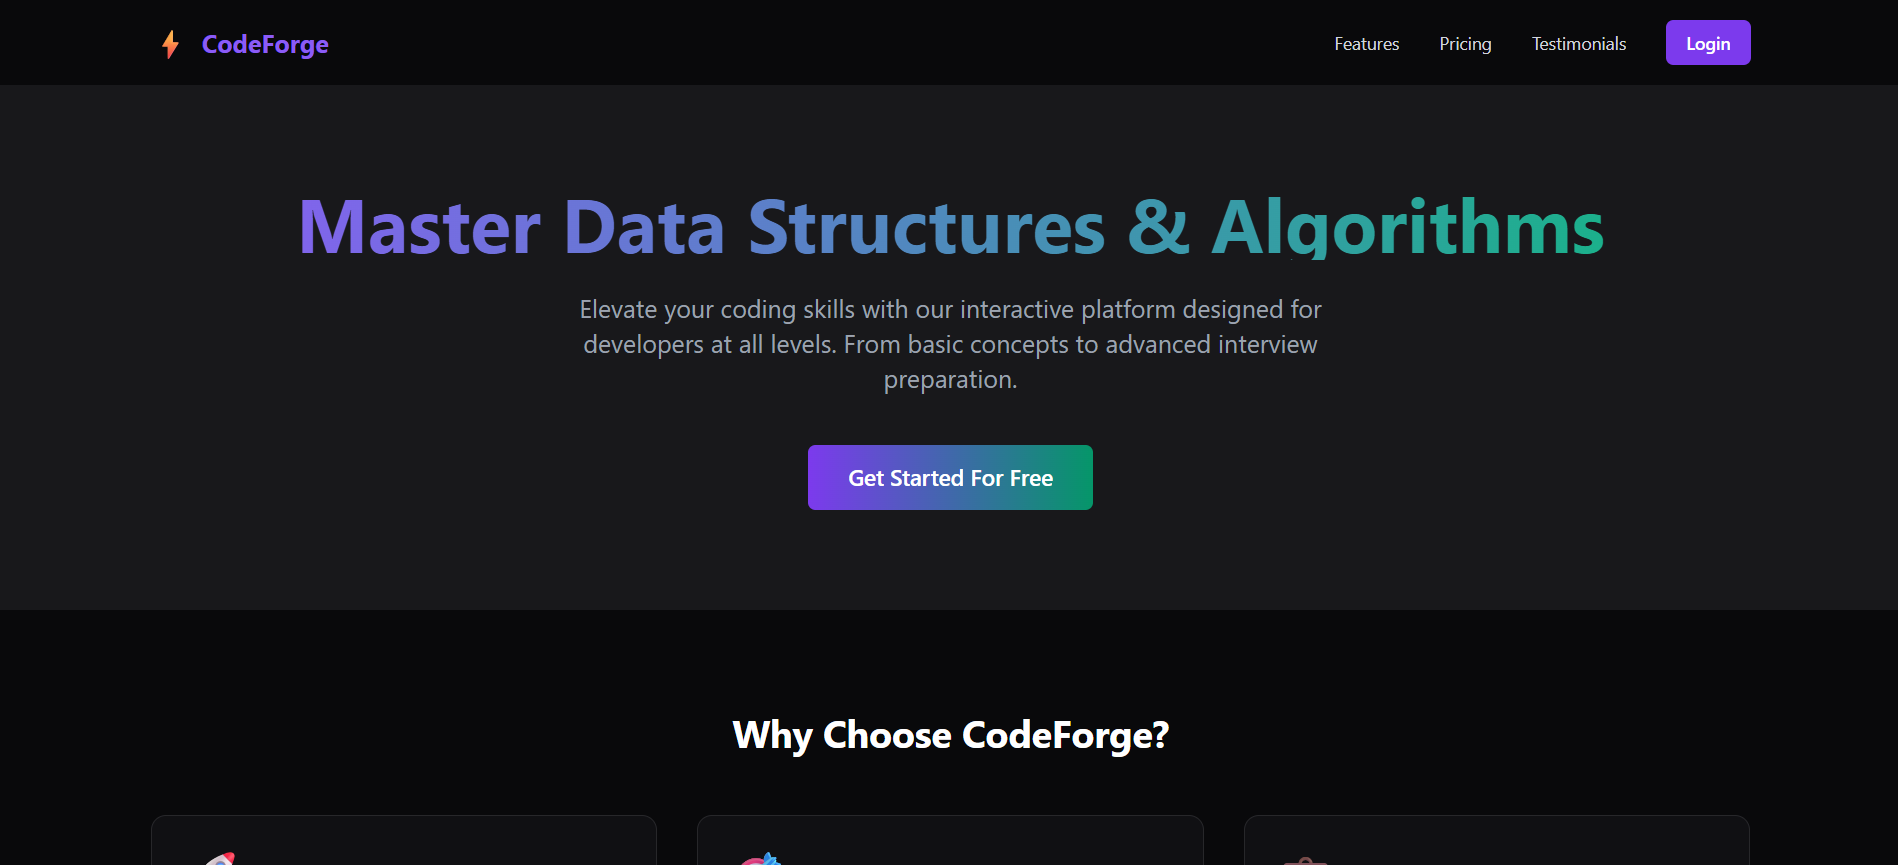 CodeForge
Features
Pricing
Testimonials
Login
Master Data Structures & Algorithms
Elevate your coding skills with our interactive platform designed for
developers at all levels. From basic concepts to advanced interview
preparation.
Get Started For Free
Why Choose CodeForge?